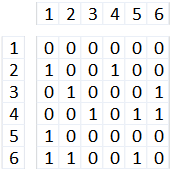 1 2 3 4 5 6
1 0 0 0 0 0 0
2 1 0 0 1 0 0
3 0 1 0 0 0 1
4 0 0 1 0 1 1
5 1 0 0 0 0 0
6 1 1 0 0 1 0